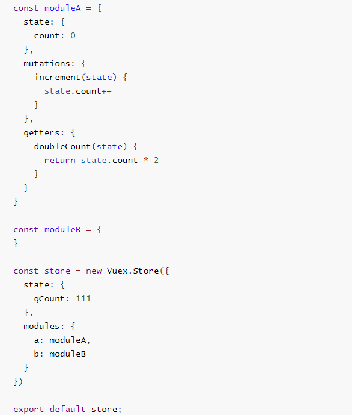 const moduleA = {
  state: {
    count: 0
  },
  mutations: {
    increment(state) {
      state.count++
    }
  },
  getters: {
    doubleCount(state) {
      return state.count * 2
    }
  }
}

const moduleB = {
}

const store = new Vuex.Store({
  state: {
    gCount: 111
  },
  modules: {
    a: moduleA,
    b: moduleB
  }
})

export default store;